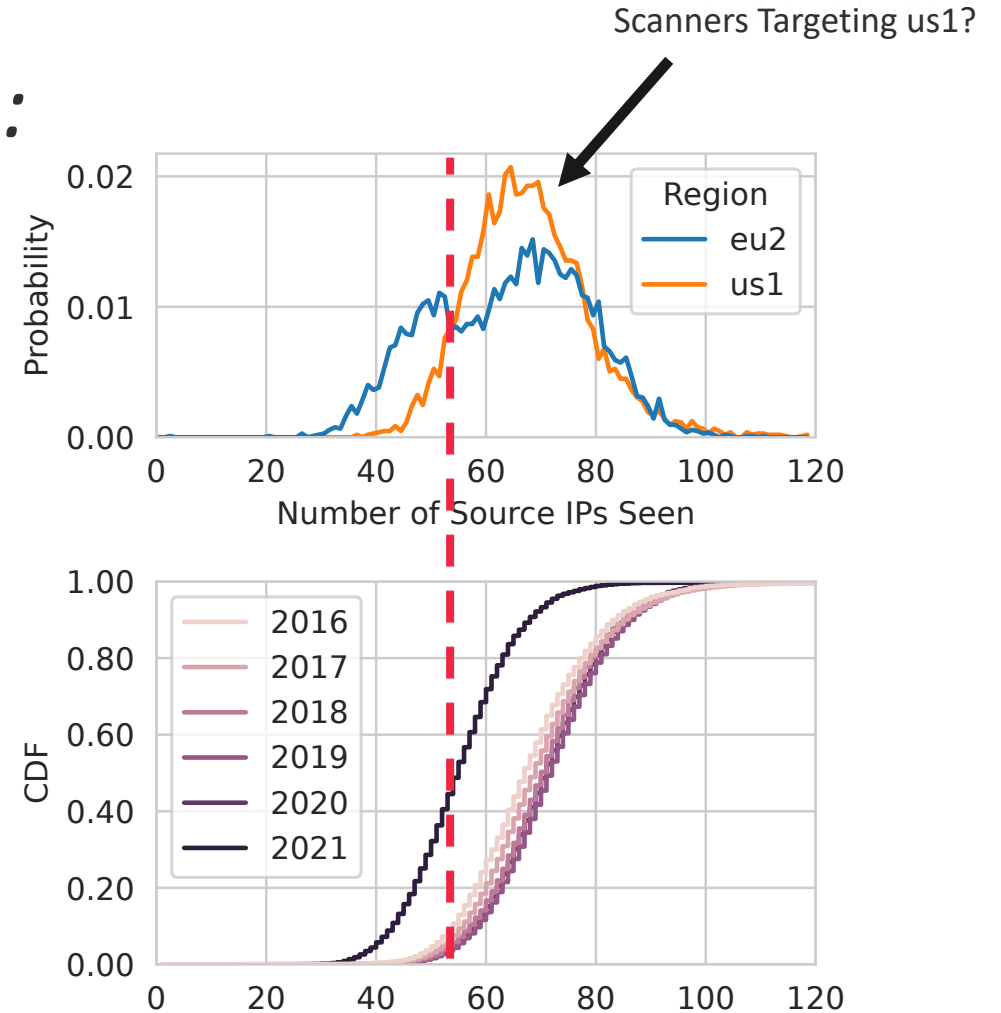 Scanners Targeting us1?
:
0.02
0.01
0.00
Probability
Region
eu2
us1
0 20 40 60 80 100 120
Number of Source IPs Seen
1.00
0.80
0.60
0.40
0.20
0.00
CDF
2016
2017
2018
2019
2020
2021
0 20 40 60 80 100 120